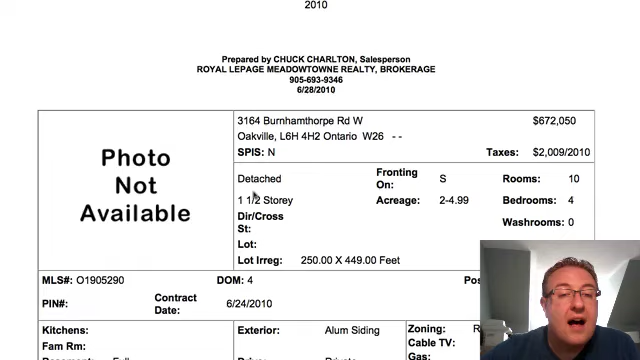 2010
Prepared by CHUCK CHARLTON, Salesperson
ROYAL LEPAGE MEADOWTOWNE REALTY, BROKERAGE
905-693-9346
6/28/2010
Photo
Not
Available
3164 Burnhamthorpe Rd W $672,050
Oakville, L6H 4H2 Ontario W26 - -
SPIS: N Taxes: $2,009/2010
Detached Fronting On: S Rooms: 10
1 1/2 Storey Acreage: 2-4.99 Bedrooms: 4
Dir/Cross St: Washrooms: 0
Lot:
Lot Irreg: 250.00 X 449.00 Feet
MLS#: O1905290 DOM: 4
PIN#: Contract Date: 6/24/2010
Kitchens: Exterior: Alum Siding Zoning:
Fam Rm: Cable TV:
Basement: Full Drive: Private Gas: